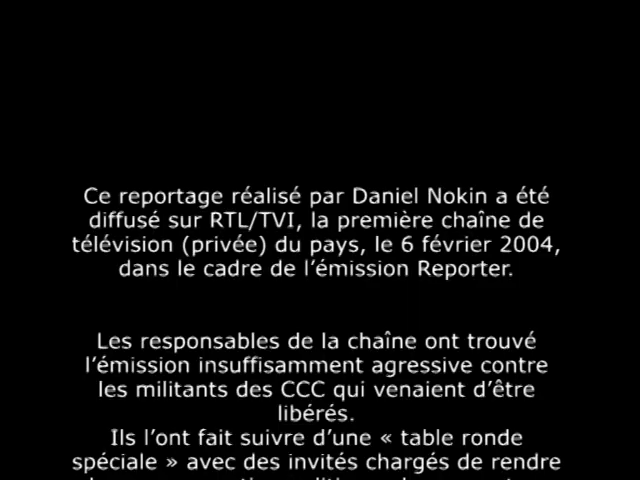 Ce reportage réalisé par Daniel Nokin a été
diffusé sur RTL/TVI, la première chaîne de
télévision (privée) du pays, le 6 février 2004,
dans le cadre de l’émission Reporter.
Les responsables de la chaîne ont trouvé
l’émission insuffisamment agressive contre
les militants des CCC qui venaient d’être
libérés.
Ils l’ont fait suivre d’une « table ronde
spéciale » avec des invités chargés de rendre